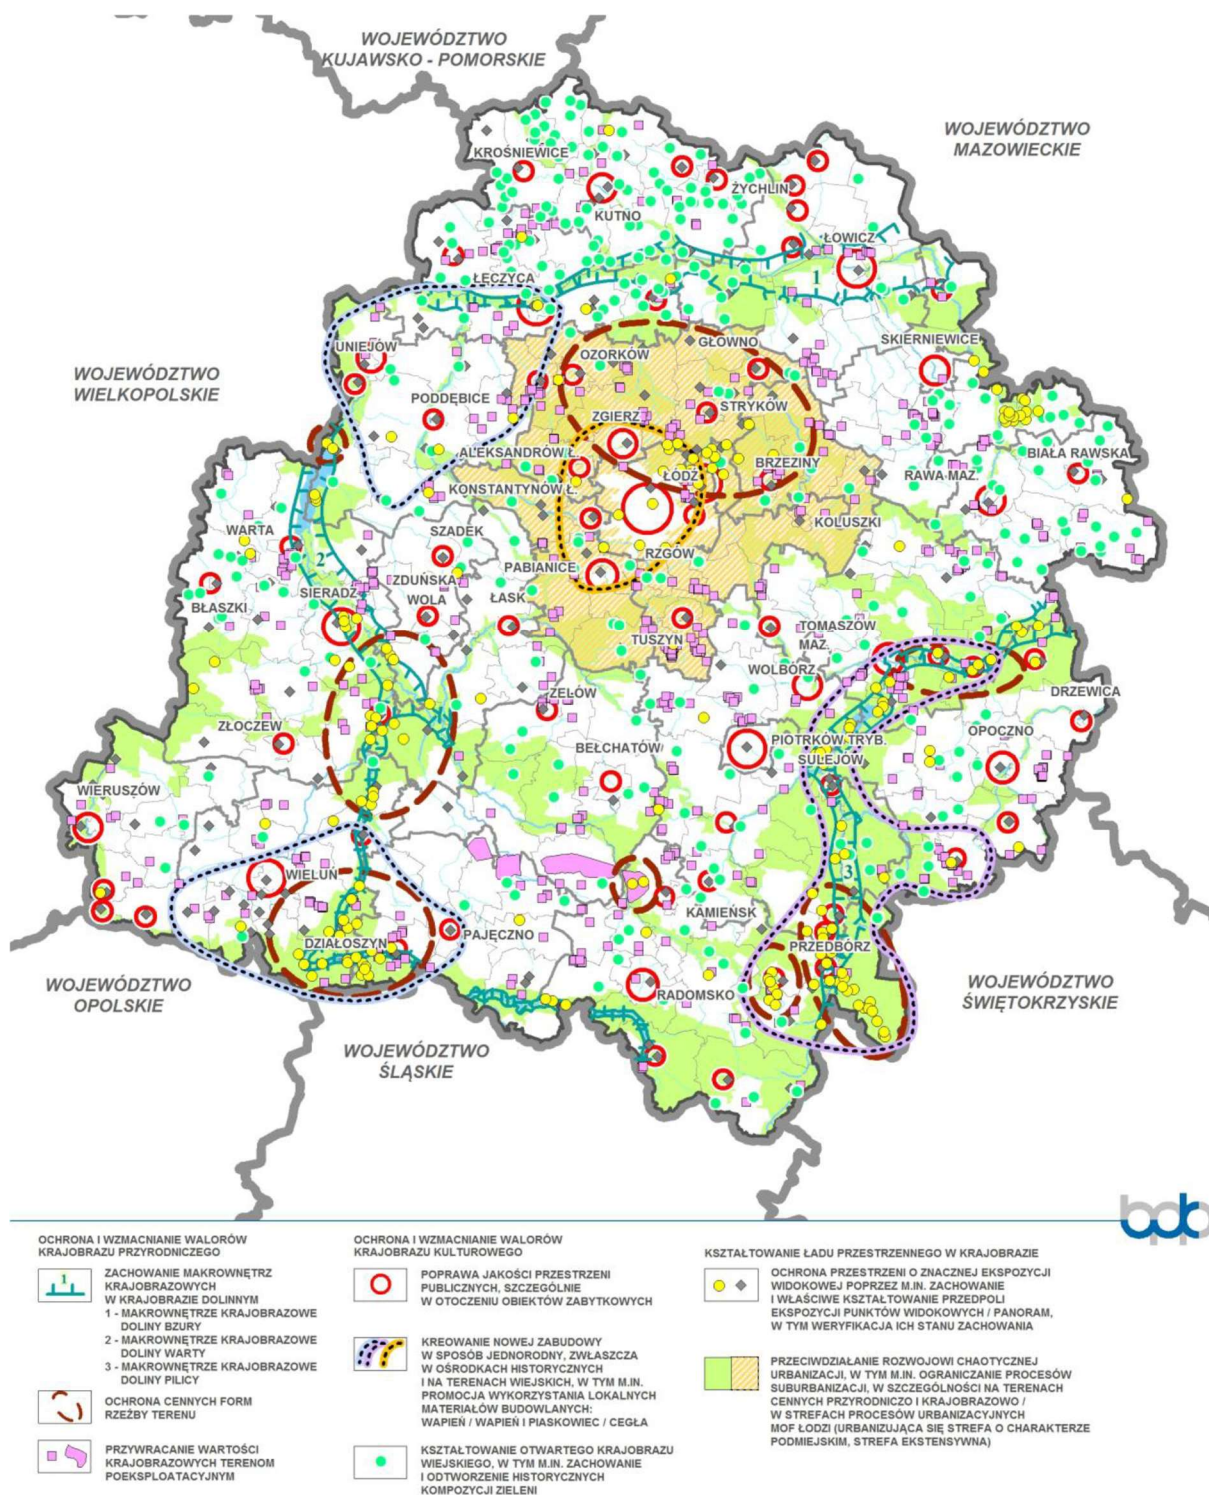 WOJEWÓDZTWO
KUJAWSKO - POMORSKIE
WOJEWÓDZTWO
MAZOWIECKIE
KROŚNIEWICE
ŻYCHLIN
KUTNO
ŁOWICZ
1
ŁĘCZYCA
SKIERNIEWICE
GŁOWNO
UNIEJÓW
OZORKÓW
WOJEWÓDZTWO
WIELKOPOLSKIE
PODDĘBICE
STRYKÓW
ZGIERZ
ALEKSANDRÓW Ł.
BRZEZINY
BIAŁA RAWSKA
ŁÓDŹ
RAWA MAZ.
KONSTANTYNÓW Ł.
KOLUSZKI
WARTA
SZADEK
2
RZGÓW
PABIANICE
ZDUŃSKA
WOLA
SIERADZ
ŁASK
BŁASZKI
TOMASZÓW
MAZ.
TUSZYN
WOLBÓRZ
DRZEWICA
ZELÓW
ZŁOCZEW
OPOCZNO
PIOTRKÓW TRYB.
BEŁCHATÓW
SULEJÓW
WIERUSZÓW
3
WIELUŃ
KAMIEŃSK
PAJĘCZNO
DZIAŁOSZYN
PRZEDBÓRZ
WOJEWÓDZTWO
OPOLSKIE
RADOMSKO
WOJEWÓDZTWO
ŚWIĘTOKRZYSKIE
WOJEWÓDZTWO
ŚLĄSKIE
bpp
OCHRONA I WZMACNIANIE WALORÓW
KRAJOBRAZU PRZYRODNICZEGO
1
ZACHOWANIE MAKROWNĘTRZ
KRAJOBRAZOWYCH
W KRAJOBRAZIE DOLINNYM
1 - MAKROWNĘTRZE KRAJOBRAZOWE
DOLINY BZURY
2 - MAKROWNĘTRZE KRAJOBRAZOWE
DOLINY WARTY
3 - MAKROWNĘTRZE KRAJOBRAZOWE
DOLINY PILICY
OCHRONA CENNYCH FORM
RZEŹBY TERENU
PRZYWRACANIE WARTOŚCI
KRAJOBRAZOWYCH TERENOM
POEKSPLOATACYJNYM
OCHRONA I WZMACNIANIE WALORÓW
KRAJOBRAZU KULTUROWEGO
POPRAWA JAKOŚCI PRZESTRZENI
PUBLICZNYCH, SZCZEGÓLNIE
W OTOCZENIU OBIEKTÓW ZABYTKOWYCH
KREOWANIE NOWEJ ZABUDOWY
W SPOSÓB JEDNORODNY, ZWŁASZCZA
W OŚRODKACH HISTORYCZNYCH
I NA TERENACH WIEJSKICH, W TYM M.IN.
PROMOCJA WYKORZYSTANIA LOKALNYCH
MATERIAŁÓW BUDOWLANYCH:
WAPIEŃ / WAPIEŃ I PIASKOWIEC / CEGŁA
KSZTAŁTOWANIE OTWARTEGO KRAJOBRAZU
WIEJSKIEGO, W TYM M.IN. ZACHOWANIE
I ODTWORZENIE HISTORYCZNYCH
KOMPOZYCJI ZIELENI
KSZTAŁTOWANIE ŁADU PRZESTRZENNEGO W KRAJOBRAZIE
OCHRONA PRZESTRZENI O ZNACZNEJ EKSPOZYCJI
WIDOKOWEJ POPRZEZ M.IN. ZACHOWANIE
I WŁAŚCIWE KSZTAŁTOWANIE PRZEDPOLI
EKSPOZYCJI PUNKTÓW WIDOKOWYCH / PANORAM,
W TYM WERYFIKACJA ICH STANU ZACHOWANIA
PRZECIWDZIAŁANIE ROZWOJOWI CHAOTYCZNEJ
URBANIZACJI, W TYM M.IN. OGRANICZANIE PROCESÓW
SUBURBANIZACJI, W SZCZEGÓLNOŚCI NA TERENACH
CENNYCH PRZYRODNICZO I KRAJOBRAZOWO /
W STREFACH PROCESÓW URBANIZACYJNYCH
MOF ŁODZI (URBANIZUJĄCA SIĘ STREFA O CHARAKTERZE
PODMIEJSKIM, STREFA EKSTENSYWNA)